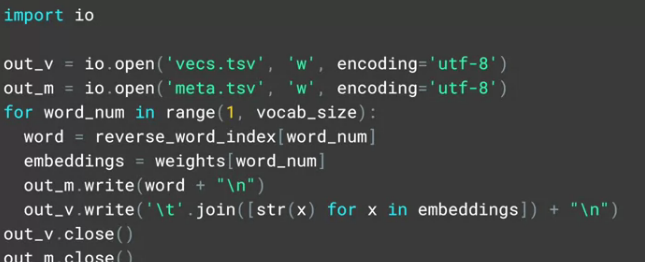 import io
out_v = io.open('vecs.tsv', 'w', encoding='utf-8')
out_m = io.open('meta.tsv', 'w', encoding='utf-8')
for word_num in range(1, vocab_size):
  word = reverse_word_index[word_num]
  embeddings = weights[word_num]
  out_m.write(word + "\n")
  out_v.write('\t'.join([str(x) for x in embeddings]) + "\n")
out_v.close()
out_m.close()